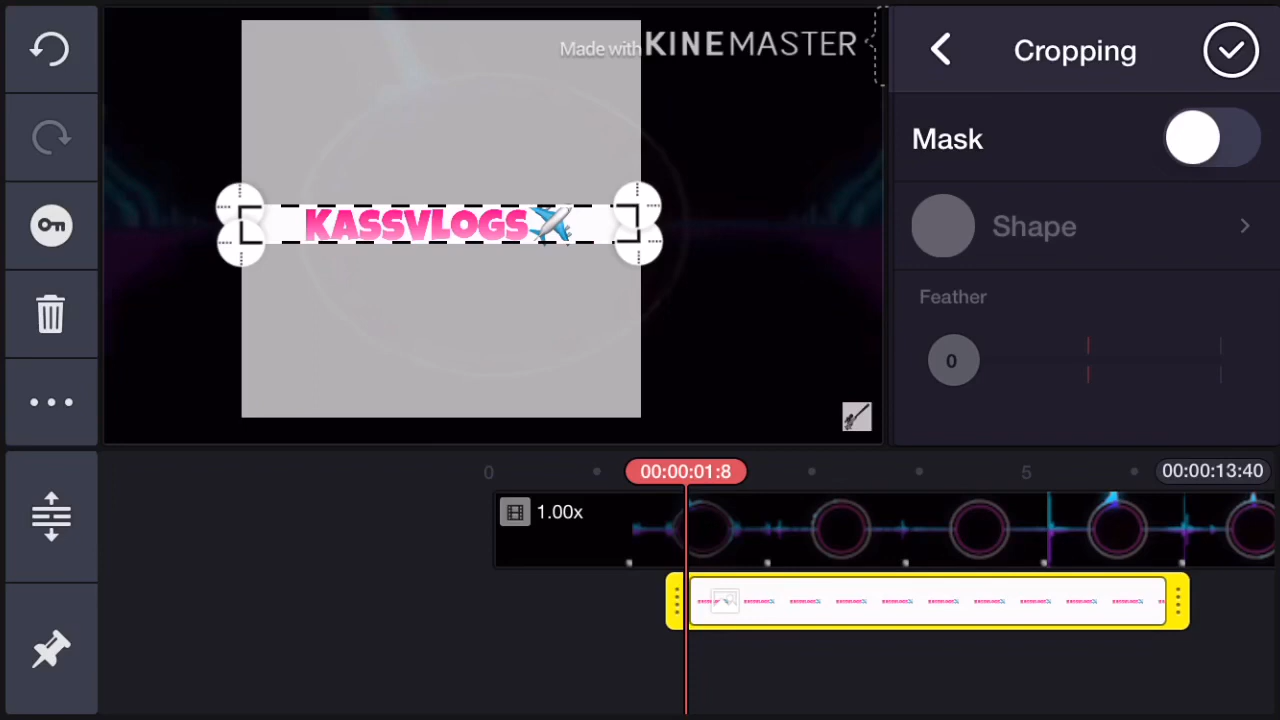 Made with KINEMASTER
Cropping
Mask
KASSVLOGS✈️
Shape
Feather
0
0
00:00:01:8
5
00:00:13:40
1.00x